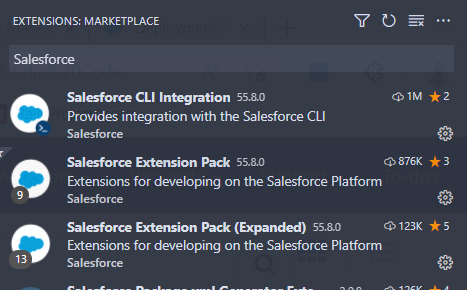 EXTENSIONS: MARKETPLACE
Salesforce
Salesforce CLI Integration 55.8.0 1M 2
Provides integration with the Salesforce CLI
Salesforce
Salesforce Extension Pack 55.8.0 876K 3
Extensions for developing on the Salesforce Platform
Salesforce
9
Salesforce Extension Pack (Expanded) 55.8.0 123K 5
Extensions for developing on the Salesforce Platform
Salesforce
13